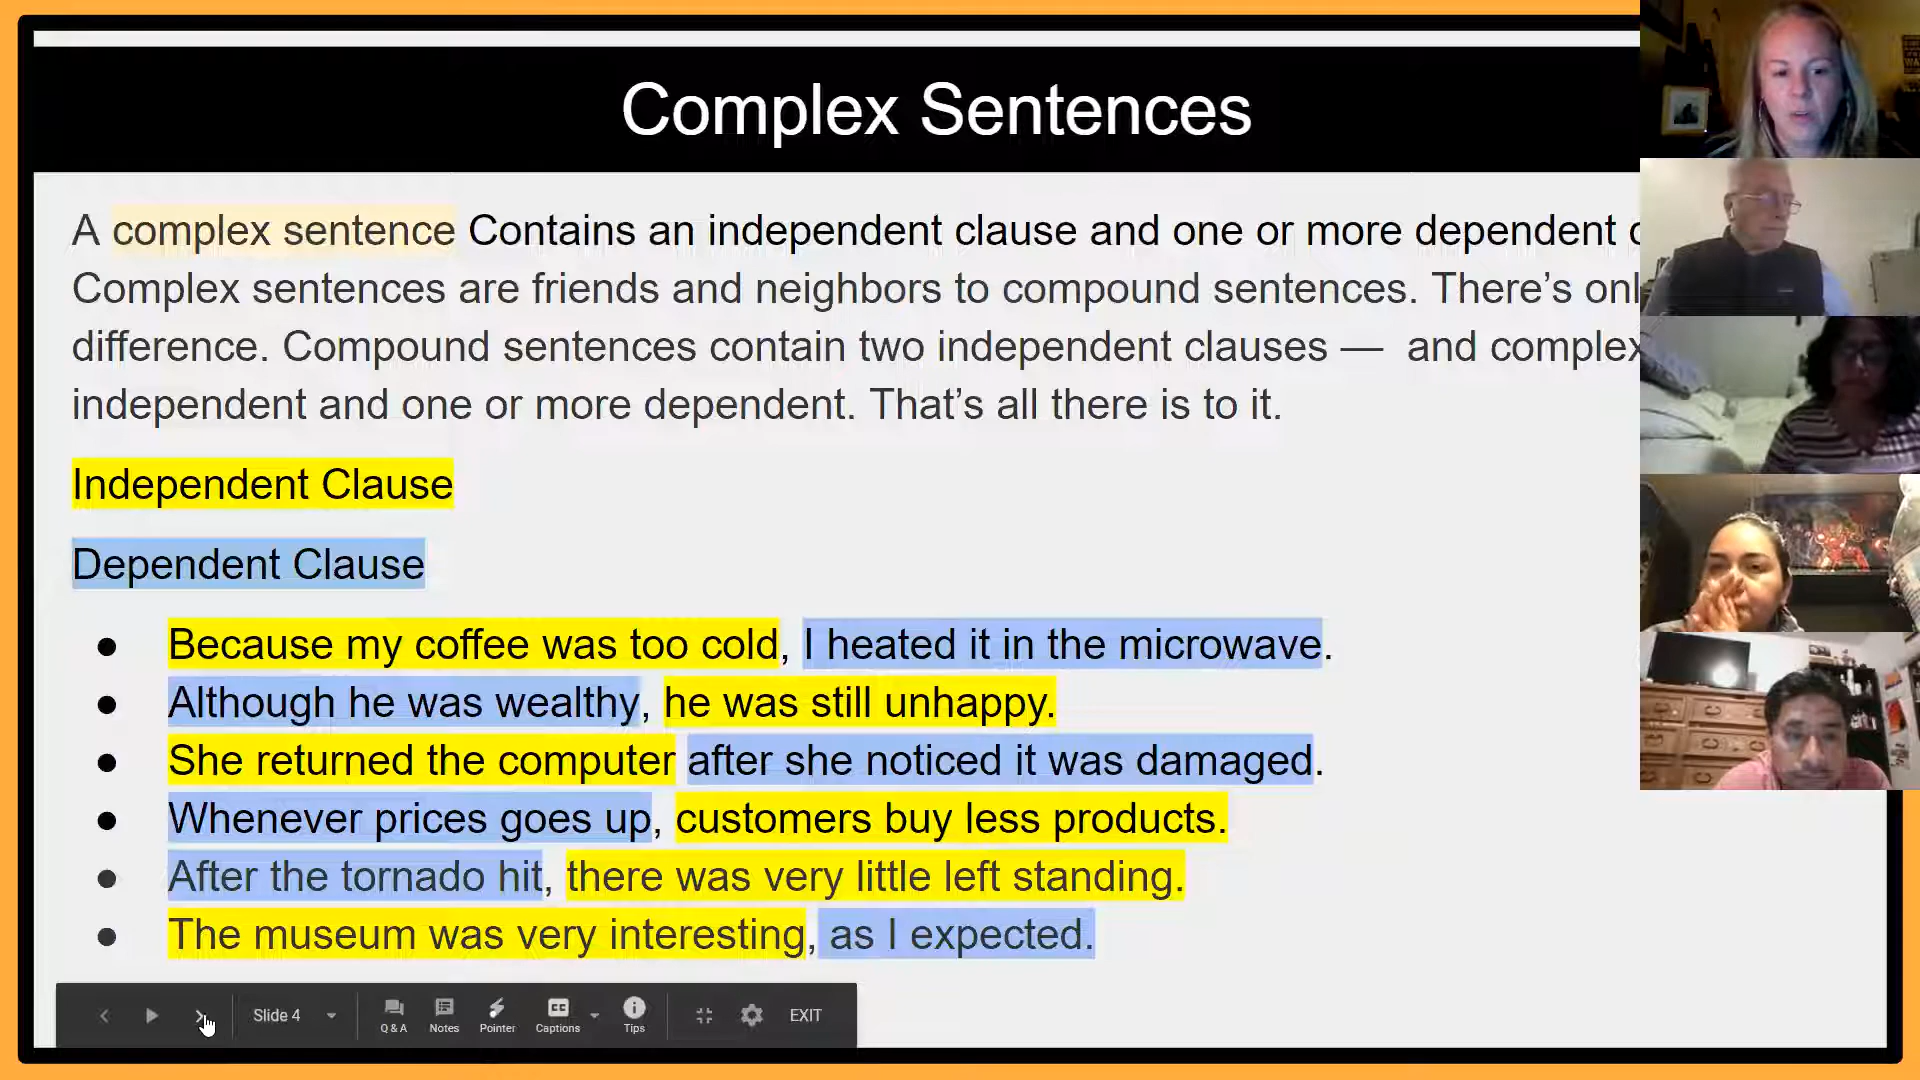 Complex Sentences
A complex sentence Contains an independent clause and one or more dependent
Complex sentences are friends and neighbors to compound sentences. There's
difference. Compound sentences contain two independent clauses — and complex
independent and one or more dependent. That's all there is to it.
Independent Clause
Dependent Clause
● Because my coffee was too cold, I heated it in the microwave.
● Although he was wealthy, he was still unhappy.
● She returned the computer after she noticed it was damaged.
● Whenever prices goes up, customers buy less products.
● After the tornado hit, there was very little left standing.
● The museum was very interesting, as I expected.
Slide 4
Q & A
Notes
Pointer
Captions
Tips
EXIT